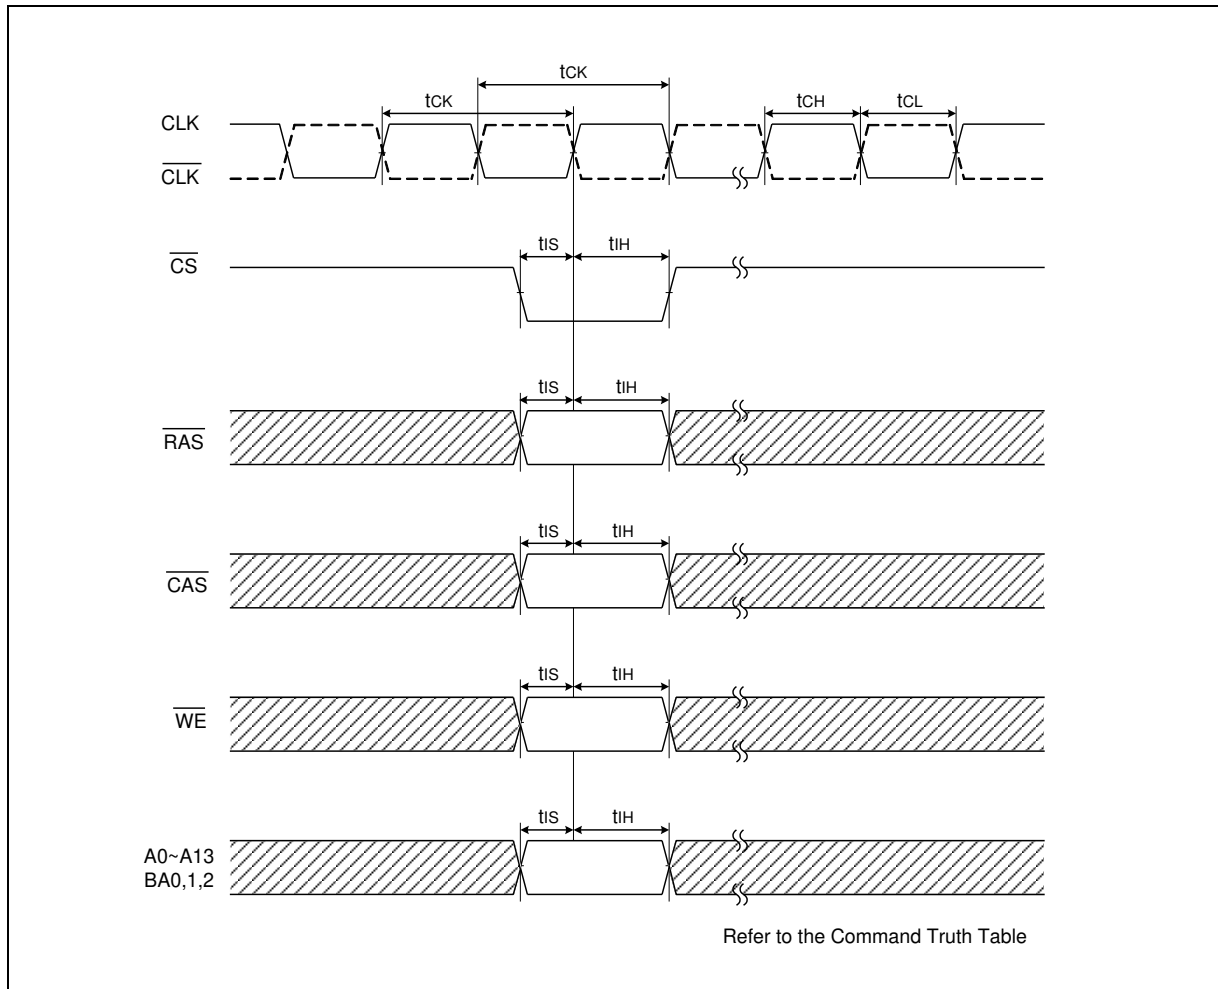 tCK
tCK
tCH
tCL
CLK
CLK
tIS
tIH
CS
tIS
tIH
RAS
tIS
tIH
CAS
tIS
tIH
WE
tIS
tIH
A0~A13
BA0,1,2
Refer to the Command Truth Table